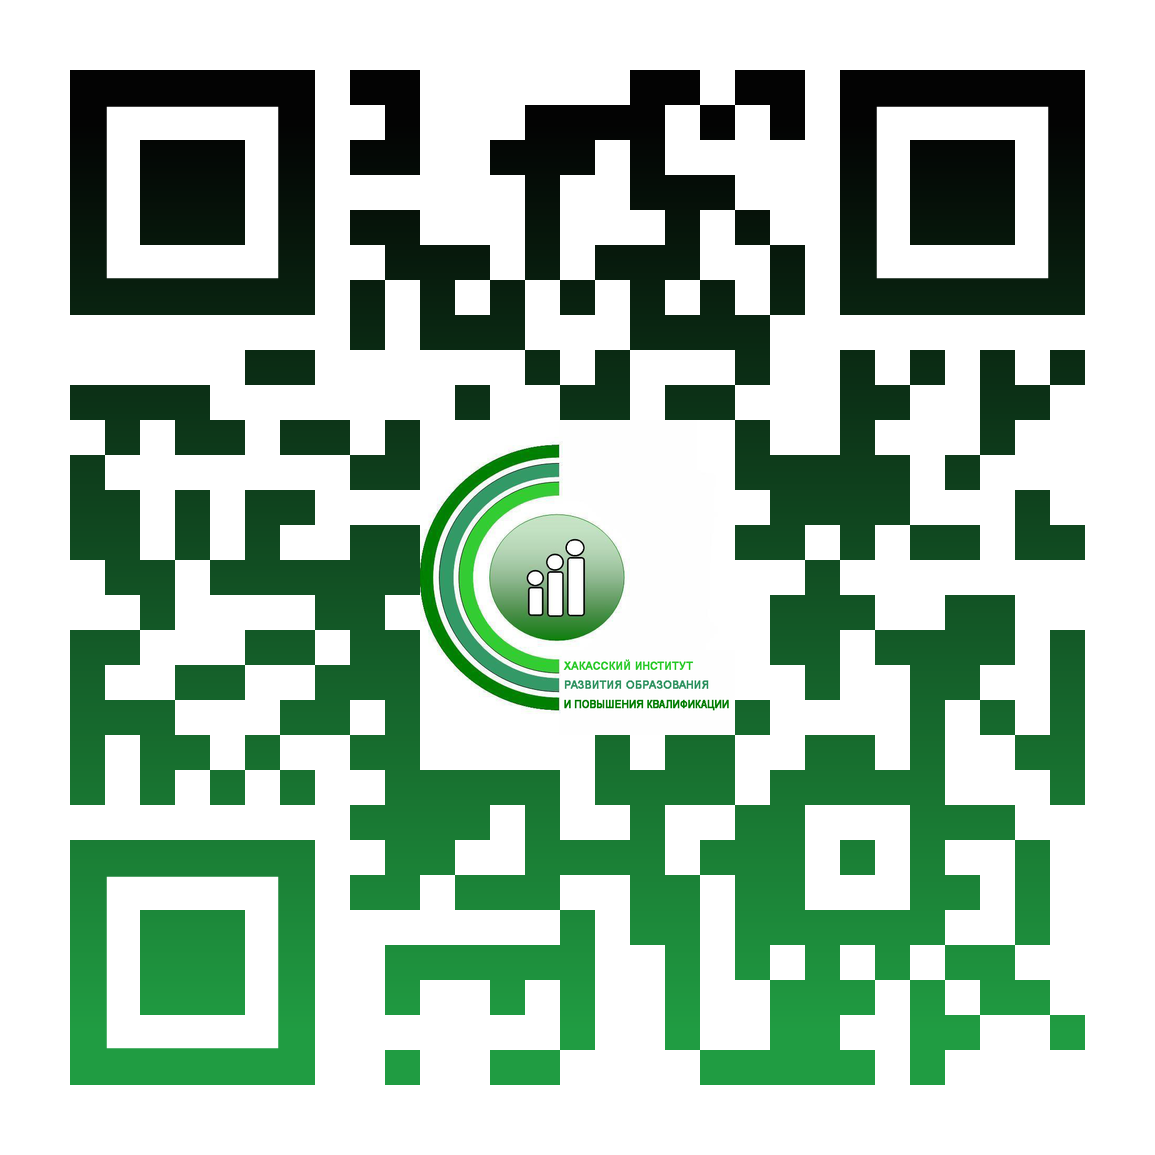 ХАКАССКИЙ ИНСТИТУТ
РАЗВИТИЯ ОБРАЗОВАНИЯ
И ПОВЫШЕНИЯ КВАЛИФИКАЦИИ